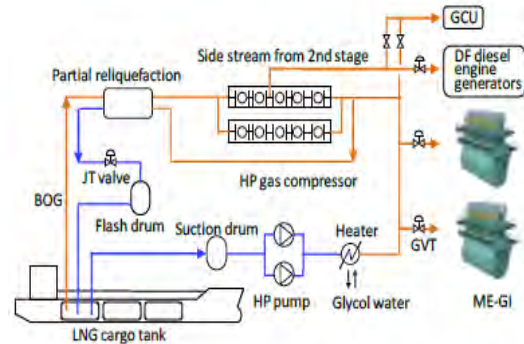 GCU
Side stream from 2nd stage
DF diesel
engine
generators
Partial reliquefaction
JT valve
HP gas compressor
BOG
Flash drum
Suction drum
Heater
GVT
HP pump
Glycol water
ME-GI
LNG cargo tank